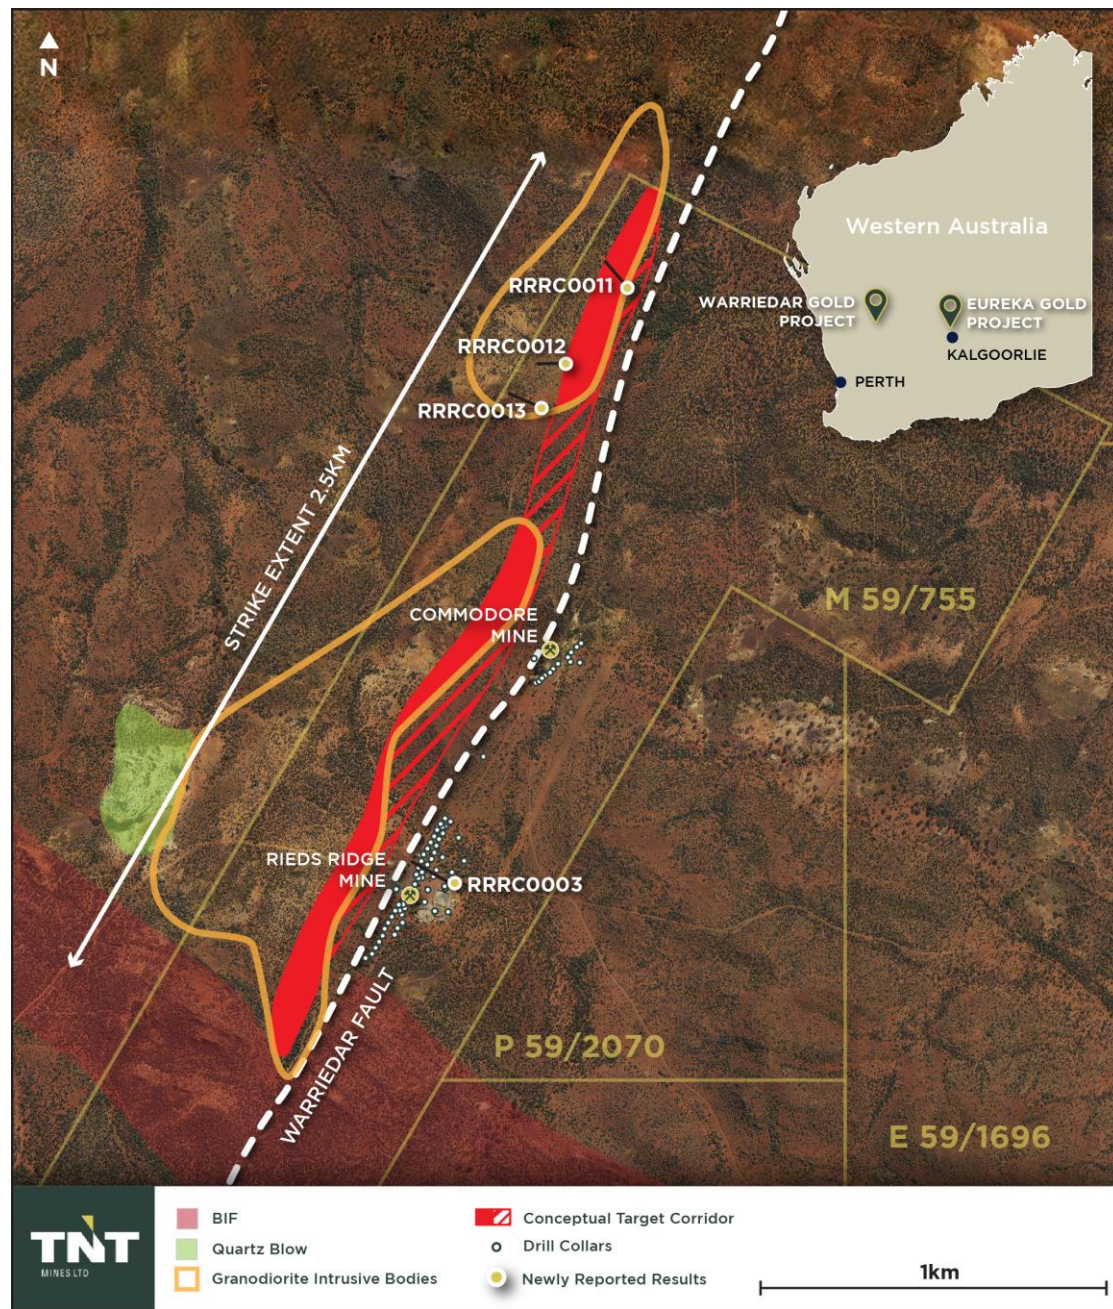 N
Western Australia
WARRIEDAR GOLD
PROJECT
EUREKA GOLD
PROJECT
KALGOORLIE
PERTH
RRRC0011
RRRC0012
RRRC0013
STRIKE EXTENT 2.5KM
COMMODORE
MINE
M 59/755
RIEDS RIDGE
MINE
RRRC0003
WARRIEDAR FAULT
P 59/2070
E 59/1696
TNT
MINES LTD
BIF
Quartz Blow
Granodiorite Intrusive Bodies
Conceptual Target Corridor
Drill Collars
Newly Reported Results
1km